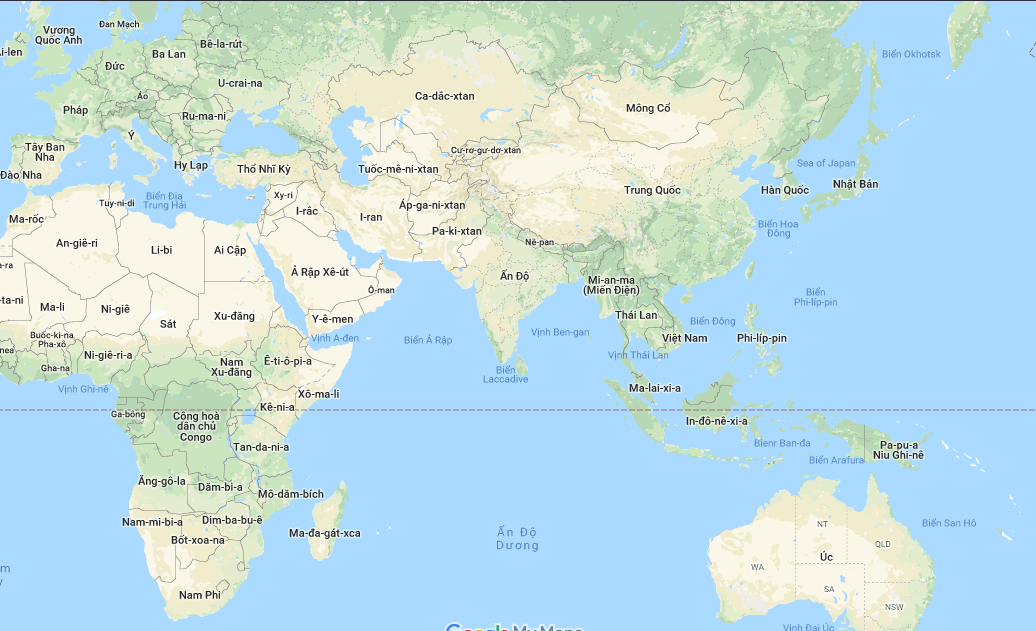 Đan Mạch
Vương
Quốc Anh
Ai-len
Bê-la-rút
Biển Okhotsk
Ba Lan
Đức
U-crai-na
Áo
Ca-dắc-xtan
Mông Cổ
Pháp
Ru-ma-ni
Ý
Tây Ban
Nha
Cư-rơ-gư-dơ-xtan
Hy Lạp
Thổ Nhĩ Kỳ
Tuốc-mê-ni-xtan
Sea of Japan
Đào Nha
Trung Quốc
Hàn Quốc
Nhật Bản
Biển Địa
Trung Hải
Tuy-ni-di
Xy-ri
I-rắc
I-ran
Áp-ga-ni-xtan
Ma-rốc
Biển Hoa
Đông
Pa-ki-xtan
An-giê-ri
Li-bi
Ai Cập
Nê-pan
Ả Rập Xê-út
Ấn Độ
Mi-an-ma
(Miến Điện)
Ô-man
Biển
Phi-líp-pin
Ma-li
Ni-giê
Xu-đăng
Sát
Y-ê-men
Thái Lan
Biển Đông
Buốc-ki-na
Pha-xô
Vịnh A-đen
Biển Ả Rập
Vịnh Ben-gan
Việt Nam
Phi-líp-pin
Ni-giê-ri-a
Nam
Xu-đăng
Ê-ti-ô-pi-a
Vịnh Thái Lan
Gha-na
Biển
Laccadive
Vịnh Ghi-nê
Xô-ma-li
Ma-lai-xi-a
Kê-ni-a
Ga-bông
Cộng hoà
dân chủ
Congo
In-đô-nê-xi-a
Tan-da-ni-a
Bienr Ban-đa
Pa-pu-a
Niu Ghi-nê
Biển Arafura
Ăng-gô-la
Dăm-bi-a
Mô-dăm-bích
Nam-mi-bi-a
Dim-ba-bu-ê
Ma-đa-gát-xca
Bốt-xoa-na
Ấn Độ
Dương
NT
Biển San Hô
QLD
Úc
WA
SA
Nam Phi
NSW
Vịnh Đại Úc
Google My Maps